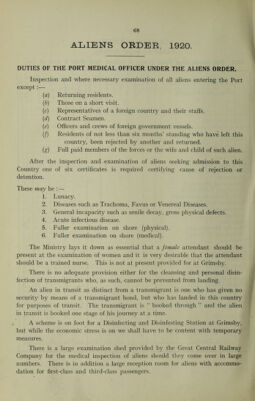 68
ALIENS ORDER, 1920.
DUTIES OF THE PORT MEDICAL OFFICER UNDER THE ALIENS ORDER.
Inspection and where necessary examination of all aliens entering the Port
except :—
(a) Returning residents.
(b) Those on a short visit.
(c) Representatives of a foreign country and their staffs.
(d) Contract Seamen.
(e) Officers and crews of foreign government vessels.
(f) Residents of not less than six months' standing who have left this
country, been rejected by another and returned.
(g) Full paid members of the forces or the wife and child of such alien.
After the inspection and examination of aliens seeking admission to this
Country one of six certificates is required certifying cause of rejection or
detention.
These may be :—
1. Lunacy.
2. Diseases such as Trachoma, Favus or Venereal Diseases.
3. General incapacity such as senile decay, gross physical defects.
4. Acute infectious disease.
5. Fuller examination on shore (physical).
6. Fuller examination on shore (medical).
The Ministry lays it down as essential that a female attendant should be
present at the examination of women and it is very desirable that the attendant
should be a trained nurse. This is not at present provided for at Grimsby.
There is no adequate provision either for the cleansing and personal disin-
fection of transmigrants who, as such, cannot be prevented from landing.
An alien in transit as distinct from a transmigrant is one who has given no
security by means of a transmigrant bond, but who has landed in this country
for purposes of transit. The transmigrant is " booked through " and the alien
in transit is booked one stage of his journey at a time.
A scheme is on foot for a Disinfecting and Disinfesting Station at Grimsby,
but while the economic stress is on we shall have to be content with temporary
measures.
There is a large examination shed provided by the Great Central Railway
Company for the medical inspection of aliens should they come over in large
numbers. There is in addition a large reception room for aliens with accommo-
dation for first-class and third-class passengers.